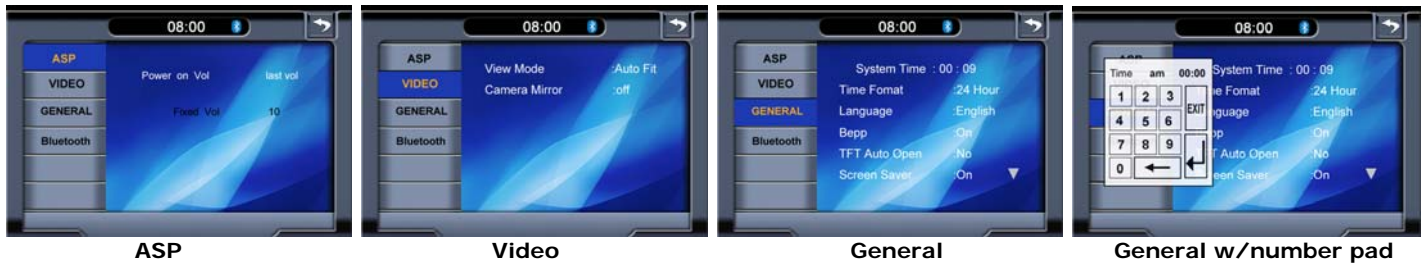 08:00
ASP
VIDEO
GENERAL
Bluetooth
Power on Vol last vol
Fixed Vol 10
ASP
08:00
ASP
VIDEO
GENERAL
Bluetooth
View Mode :Auto Fit
Camera Mirror :off
Video
08:00
ASP
VIDEO
GENERAL
Bluetooth
System Time : 00 : 09
Time Fomat :24 Hour
Language :English
Bepp :On
TFT Auto Open :No
Screen Saver :On
General
08:00
Time am 00:00
1 2 3 EXIT
4 5 6
7 8 9
0
System Time : 00 : 09
e Fomat :24 Hour
guage :English
pp :On
Auto Open :No
een Saver :On
General w/number pad